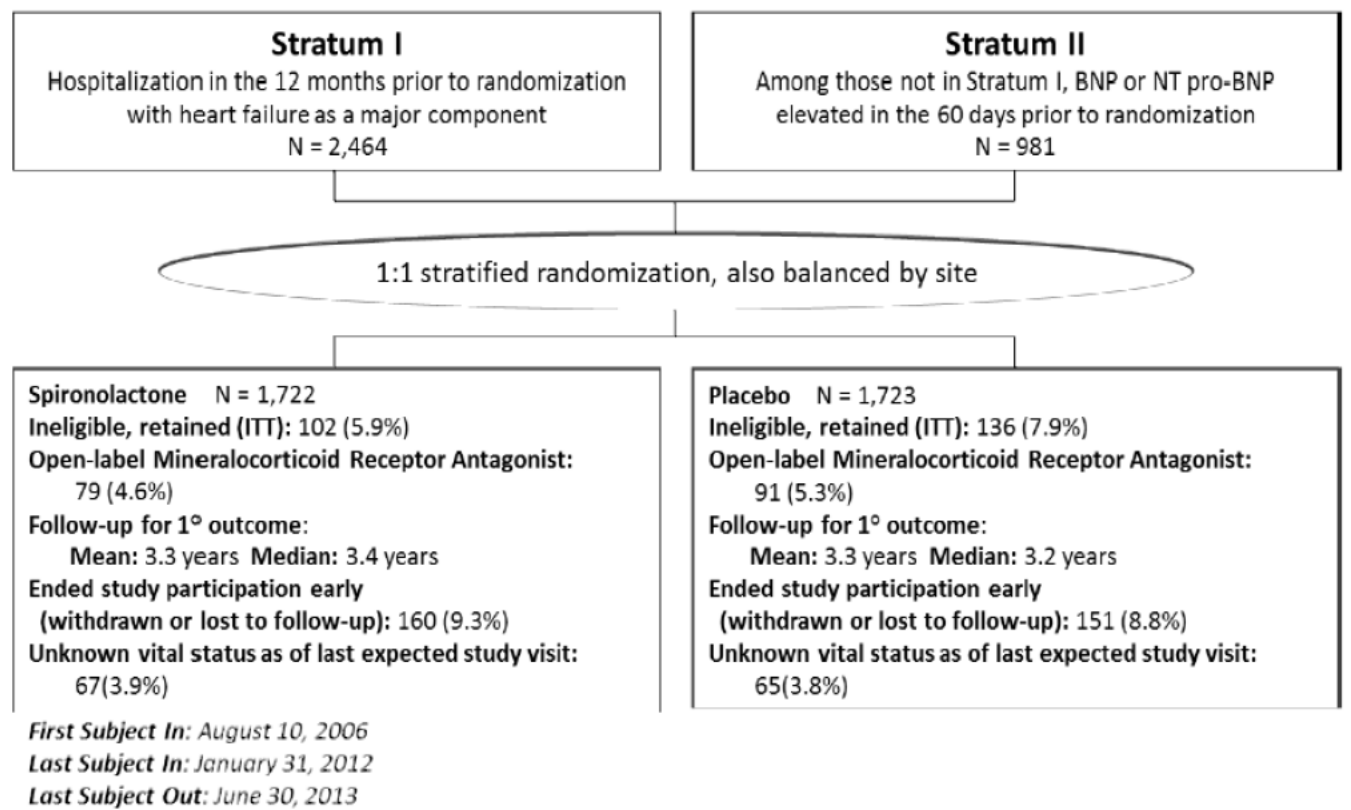 Stratum I
Hospitalization in the 12 months prior to randomization
with heart failure as a major component
N = 2,464
Stratum II
Among those not in Stratum I, BNP or NT pro-BNP
elevated in the 60 days prior to randomization
N = 981
1:1 stratified randomization, also balanced by site
Spironolactone N = 1,722
Ineligible, retained (ITT): 102 (5.9%)
Open-label Mineralocorticoid Receptor Antagonist:
79 (4.6%)
Follow-up for 1° outcome:
Mean: 3.3 years Median: 3.4 years
Ended study participation early
(withdrawn or lost to follow-up): 160 (9.3%)
Unknown vital status as of last expected study visit:
67(3.9%)
Placebo N = 1,723
Ineligible, retained (ITT): 136 (7.9%)
Open-label Mineralocorticoid Receptor Antagonist:
91 (5.3%)
Follow-up for 1° outcome:
Mean: 3.3 years Median: 3.2 years
Ended study participation early
(withdrawn or lost to follow-up): 151 (8.8%)
Unknown vital status as of last expected study visit:
65(3.8%)
First Subject In: August 10, 2006
Last Subject In: January 31, 2012
Last Subject Out: June 30, 2013